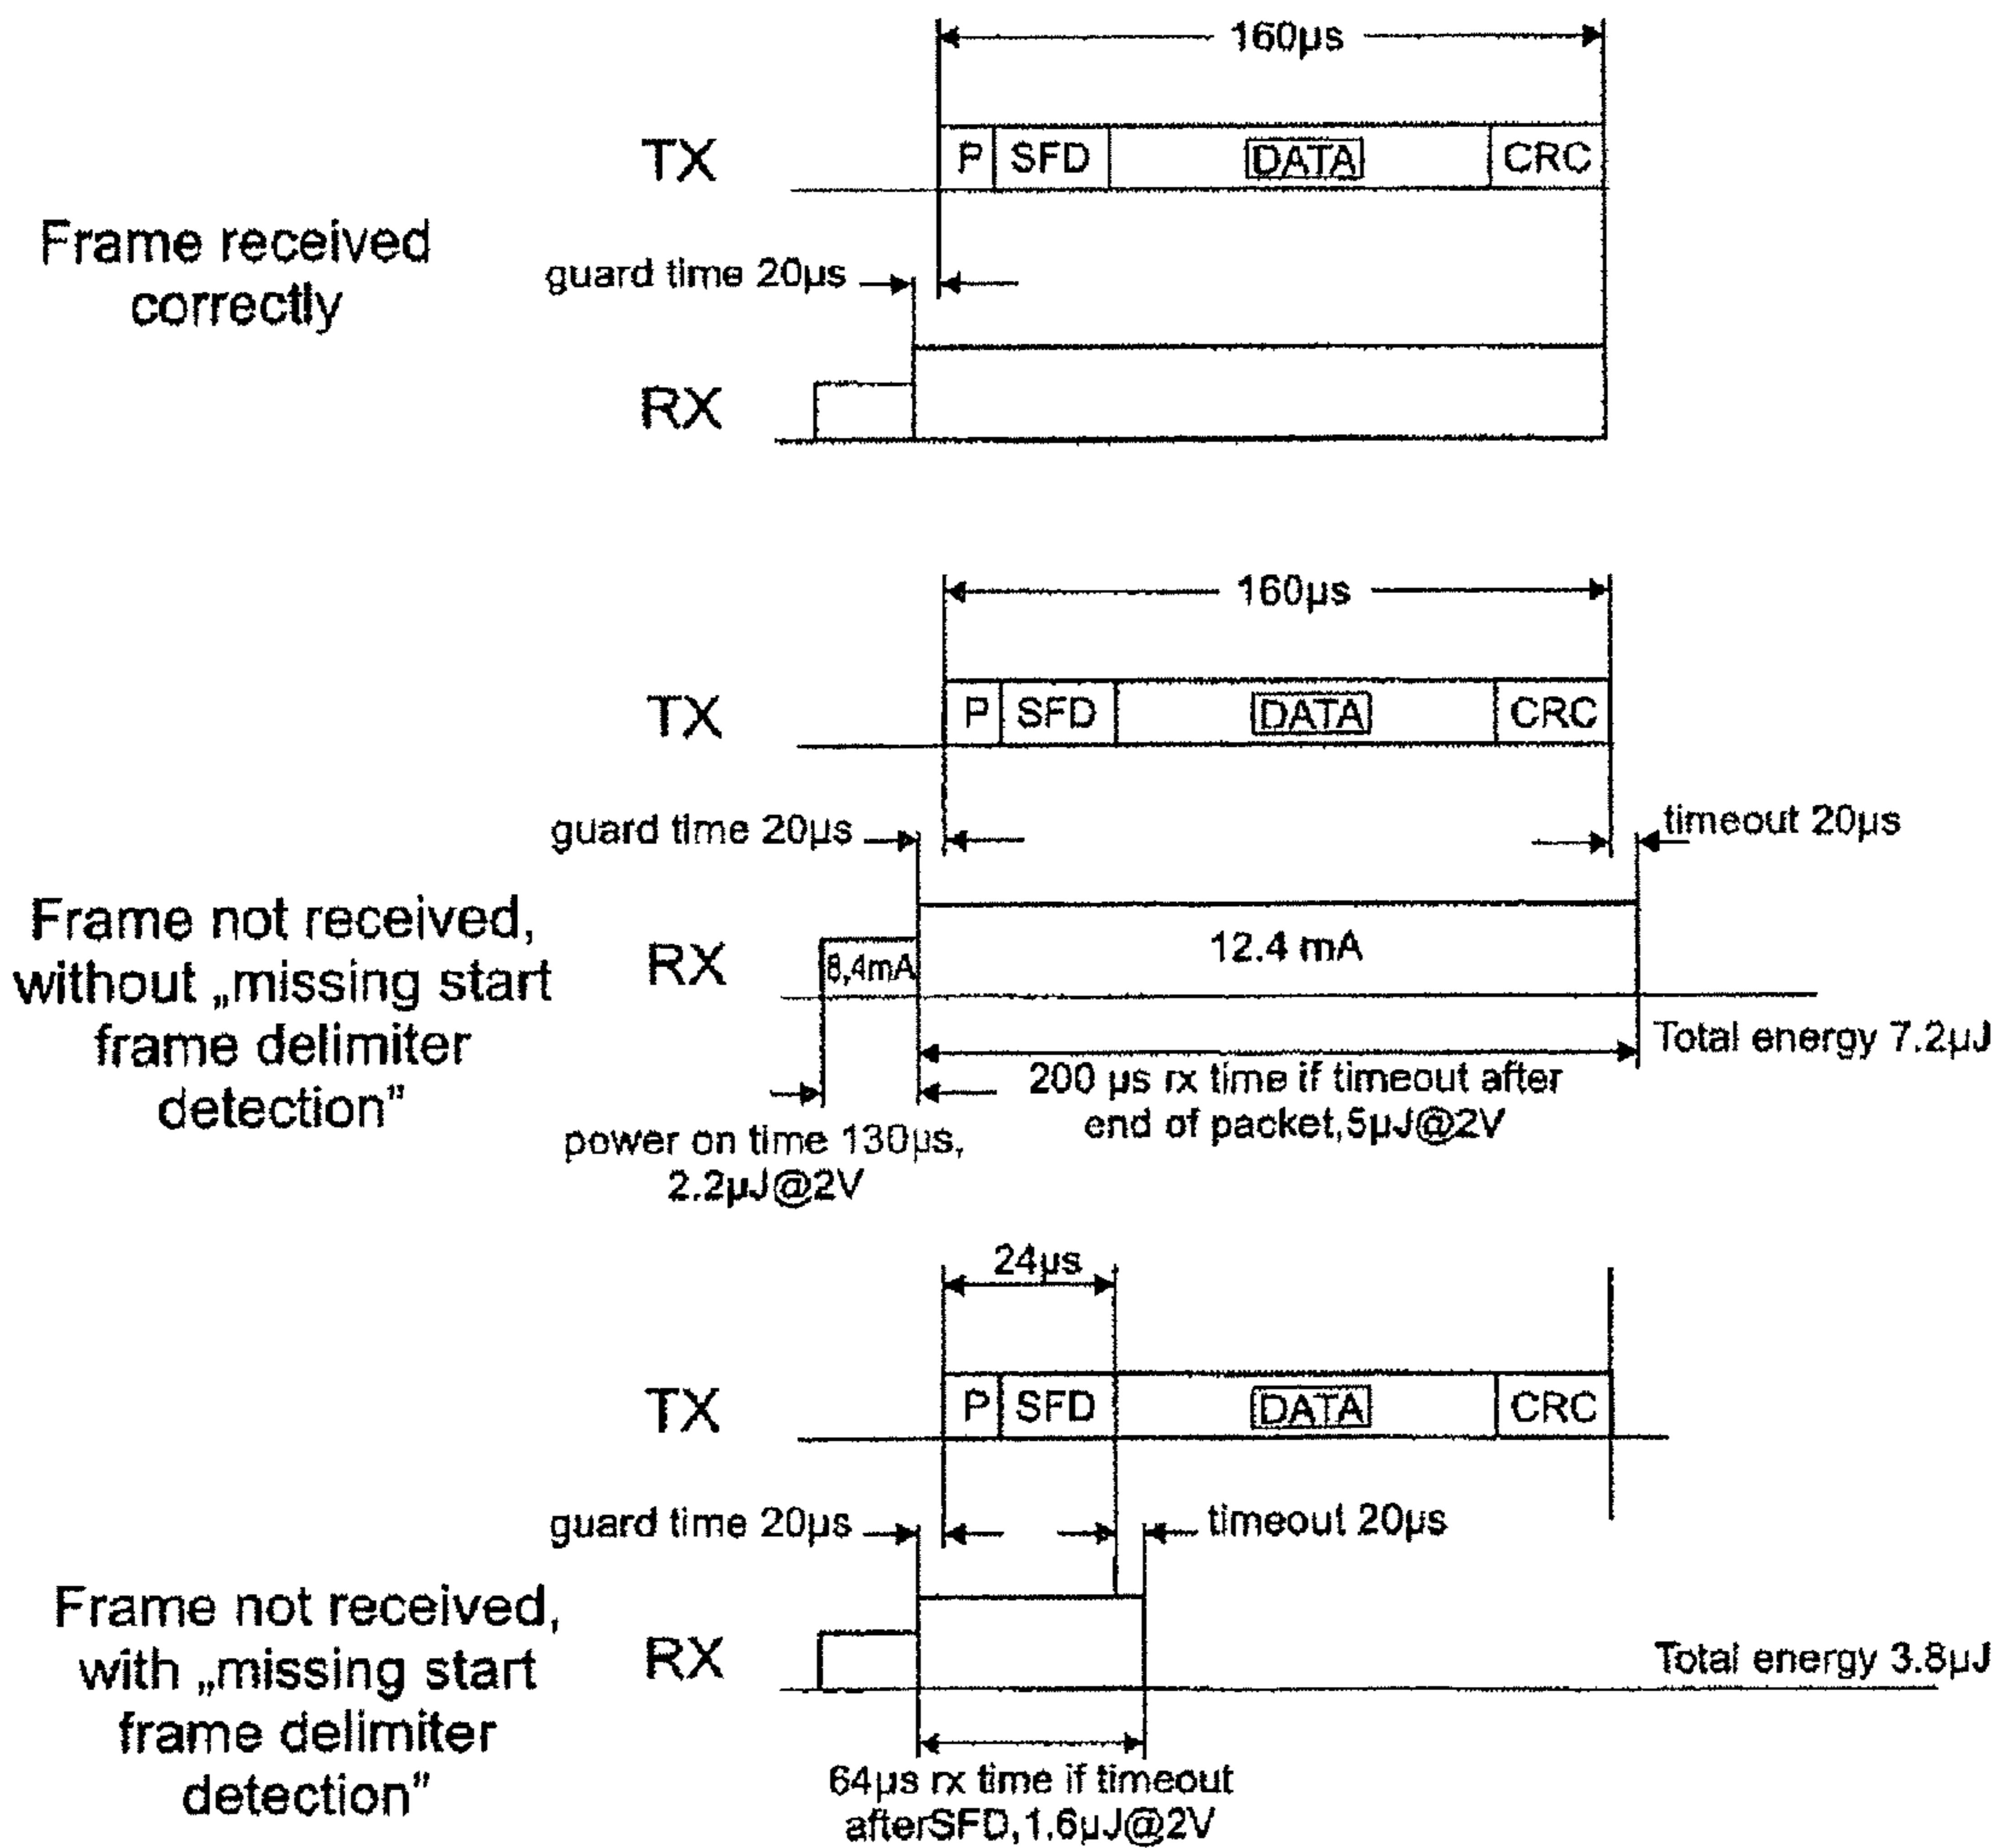 160µs
TX
P SFD DATA CRC
Frame received
correctly
guard time 20µs
RX
160µs
TX
P SFD DATA CRC
guard time 20µs
timeout 20µs
Frame not received,
without „missing start
frame delimiter
detection”
RX
8,4mA
12.4 mA
Total energy 7.2µJ
200 µs rx time if timeout after
end of packet,5µJ@2V
power on time 130µs,
2.2µJ@2V
24µs
TX
P SFD DATA CRC
guard time 20µs
timeout 20µs
Frame not received,
with „missing start
frame delimiter
detection”
RX
Total energy 3.8µJ
64µs rx time if timeout
afterSFD,1.6µJ@2V